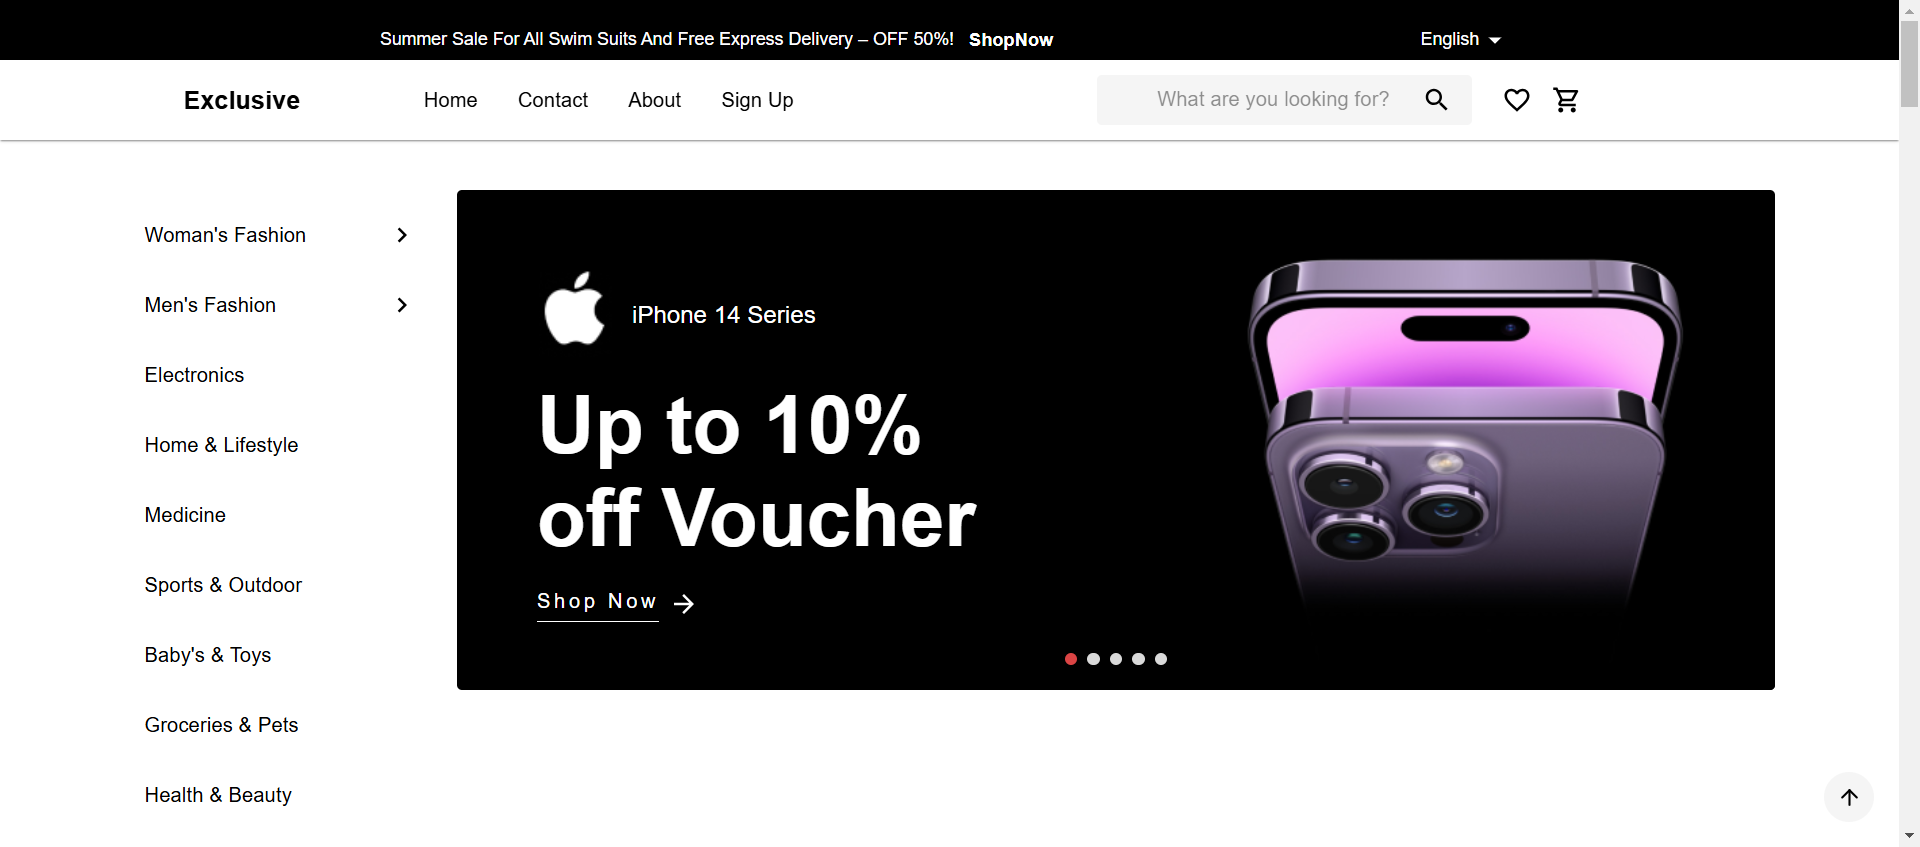 Summer Sale For All Swim Suits And Free Express Delivery – OFF 50%! ShopNow
English
Exclusive
Home
Contact
About
Sign Up
What are you looking for?
Woman's Fashion
Men's Fashion
Electronics
Home & Lifestyle
Medicine
Sports & Outdoor
Baby's & Toys
Groceries & Pets
Health & Beauty
iPhone 14 Series
Up to 10%
off Voucher
Shop Now